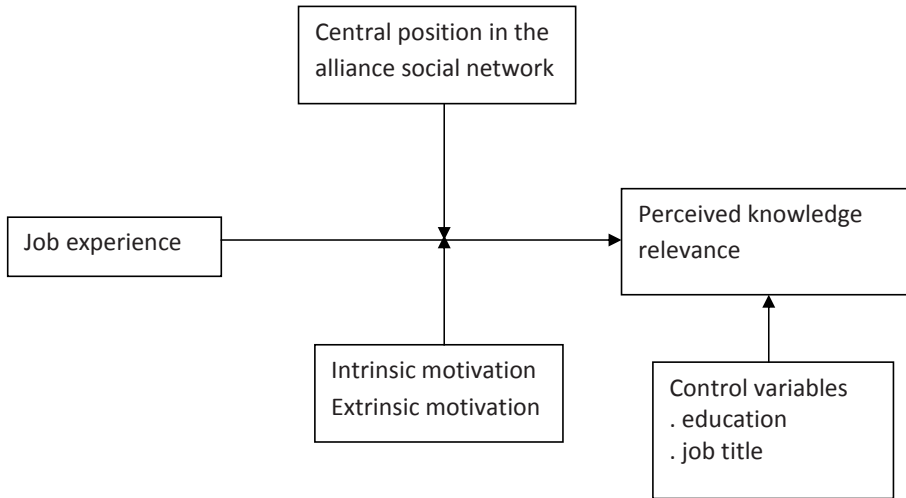 Central position in the
alliance social network
Job experience
Perceived knowledge
relevance
Intrinsic motivation
Extrinsic motivation
Control variables
. education
. job title